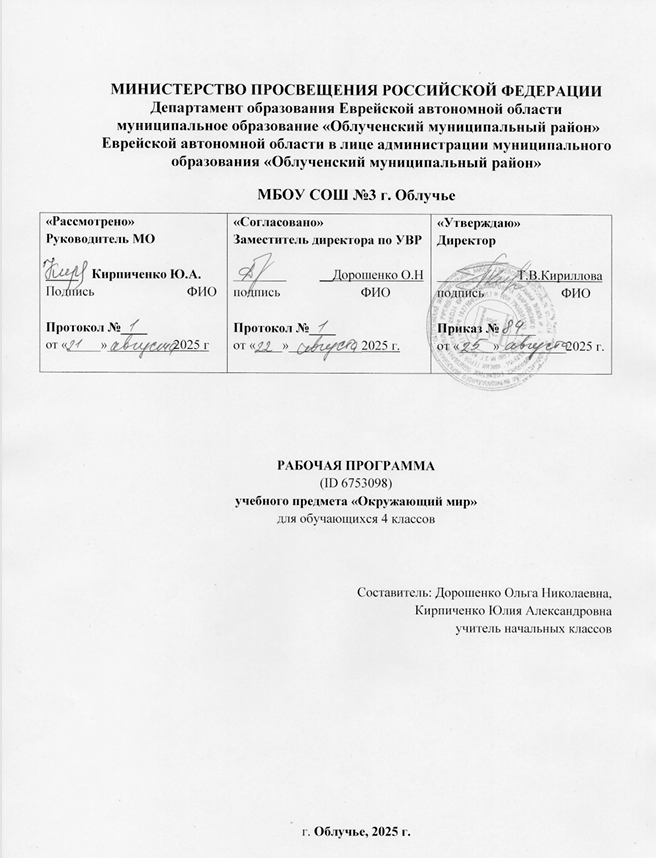 МИНИСТЕРСТВО ПРОСВЕЩЕНИЯ РОССИЙСКОЙ ФЕДЕРАЦИИ
Департамент образования Еврейской автономной области
муниципальное образование «Облученский муниципальный район»
Еврейской автономной области в лице администрации муниципального
образования «Облученский муниципальный район»
МБОУ СОШ №3 г. Облучье
«Рассмотрено»
Руководитель МО
Кирпиченко Ю.А.
Подпись ФИО
Протокол № 1
от «21» августа 2025 г
«Согласовано»
Заместитель директора по УВР
Дорошенко О.Н
подпись ФИО
Протокол № 1
от «22 » августа 2025 г.
«Утверждаю»
Директор
Т.В.Кириллова
подпись ФИО
Приказ № 84
от «25 » августа 2025 г.
РАБОЧАЯ ПРОГРАММА
(ID 6753098)
учебного предмета «Окружающий мир»
для обучающихся 4 классов
Составитель: Дорошенко Ольга Николаевна,
Кирпиченко Юлия Александровна
учитель начальных классов
г. Облучье, 2025 г.